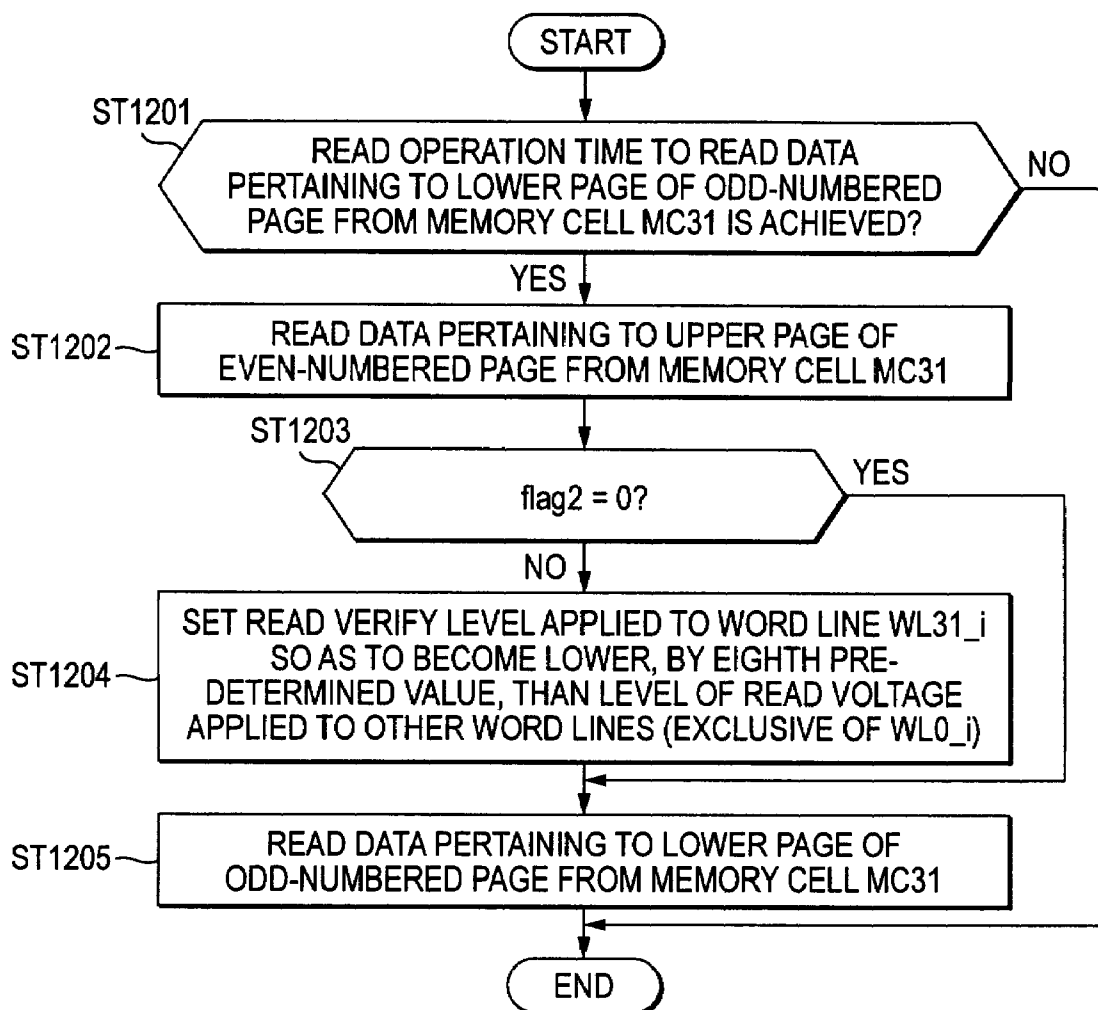 START
ST1201
READ OPERATION TIME TO READ DATA
PERTAINING TO LOWER PAGE OF ODD-NUMBERED
PAGE FROM MEMORY CELL MC31 IS ACHIEVED?
NO
YES
ST1202
READ DATA PERTAINING TO UPPER PAGE OF
EVEN-NUMBERED PAGE FROM MEMORY CELL MC31
ST1203
flag2 = 0?
YES
NO
ST1204
SET READ VERIFY LEVEL APPLIED TO WORD LINE WL31_i
SO AS TO BECOME LOWER, BY EIGHTH PRE-
DETERMINED VALUE, THAN LEVEL OF READ VOLTAGE
APPLIED TO OTHER WORD LINES (EXCLUSIVE OF WL0_i)
ST1205
READ DATA PERTAINING TO LOWER PAGE OF
ODD-NUMBERED PAGE FROM MEMORY CELL MC31
END